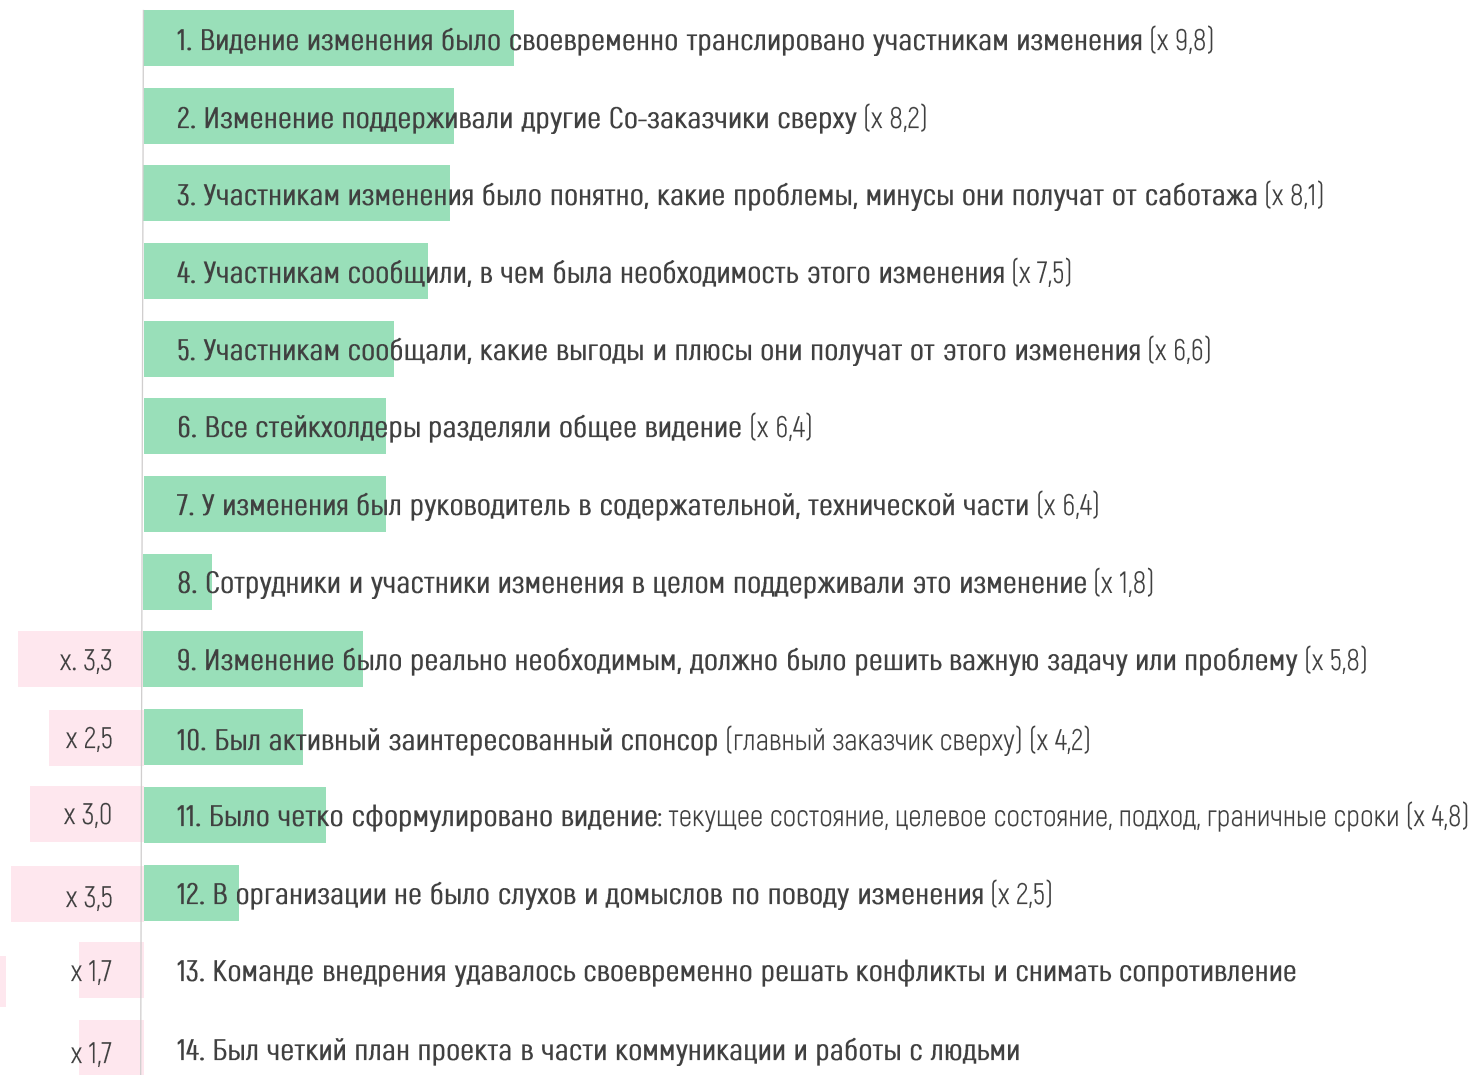 1. Видение изменения было своевременно транслировано участникам изменения (x 9,8)
2. Изменение поддерживали другие Со-заказчики сверху (x 8,2)
3. Участникам изменения было понятно, какие проблемы, минусы они получат от саботажа (x 8,1)
4. Участникам сообщили, в чем была необходимость этого изменения (x 7,5)
5. Участникам сообщали, какие выгоды и плюсы они получат от этого изменения (x 6,6)
6. Все стейкхолдеры разделяли общее видение (x 6,4)
7. У изменения был руководитель в содержательной, технической части (x 6,4)
8. Сотрудники и участники изменения в целом поддерживали это изменение (x 1,8)
x. 3,3 9. Изменение было реально необходимым, должно было решить важную задачу или проблему (x 5,8)
x 2,5 10. Был активный заинтересованный спонсор (главный заказчик сверху) (x 4,2)
x 3,0 11. Было четко сформулировано видение: текущее состояние, целевое состояние, подход, граничные сроки (x 4,8)
x 3,5 12. В организации не было слухов и домыслов по поводу изменения (x 2,5)
x 1,7 13. Команде внедрения удавалось своевременно решать конфликты и снимать сопротивление
x 1,7 14. Был четкий план проекта в части коммуникации и работы с людьми